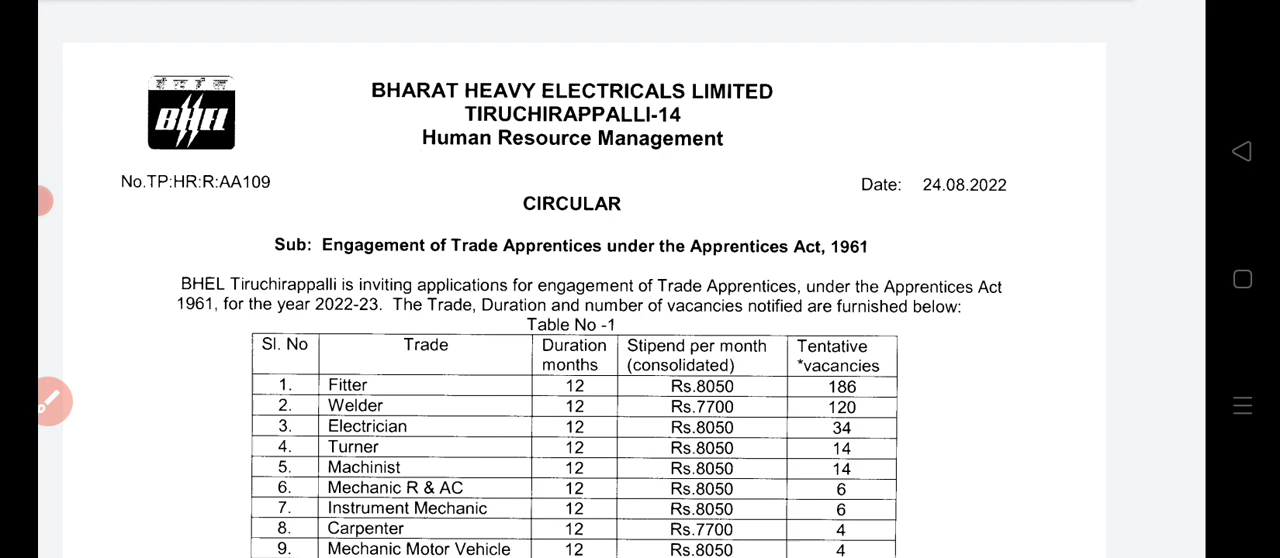 BHEL
BHARAT HEAVY ELECTRICALS LIMITED
TIRUCHIRAPPALLI-14
Human Resource Management
No.TP:HR:R:AA109
Date: 24.08.2022
CIRCULAR
Sub: Engagement of Trade Apprentices under the Apprentices Act, 1961
BHEL Tiruchirappalli is inviting applications for engagement of Trade Apprentices, under the Apprentices Act
1961, for the year 2022-23. The Trade, Duration and number of vacancies notified are furnished below:
Table No -1
Sl. No Trade Duration months Stipend per month (consolidated) Tentative *vacancies
1. Fitter 12 Rs.8050 186
2. Welder 12 Rs.7700 120
3. Electrician 12 Rs.8050 34
4. Turner 12 Rs.8050 14
5. Machinist 12 Rs.8050 14
6. Mechanic R & AC 12 Rs.8050 6
7. Instrument Mechanic 12 Rs.8050 6
8. Carpenter 12 Rs.7700 4
9. Mechanic Motor Vehicle 12 Rs.8050 4